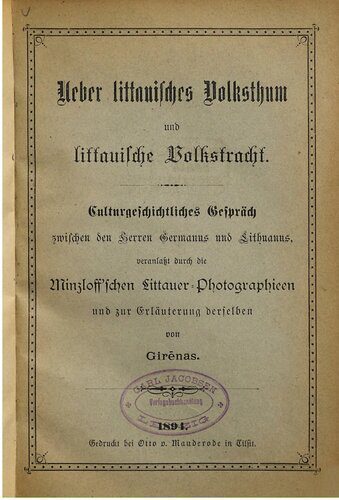 Ueber littauisches Volksthum
und
littauische Volkstracht.
Culturgeschichtliches Gespräch
zwischen den Herren Germanus und Lithuanus,
veranlaßt durch die
Minzloff'schen Littauer-Photographieen
und zur Erläuterung derselben
von
Girėnas.
CARL JACOBSEN
Verlagsbuchhandlung
LEIPZIG
1894.
Gedruckt bei Otto v. Mauderode in Tilsit.